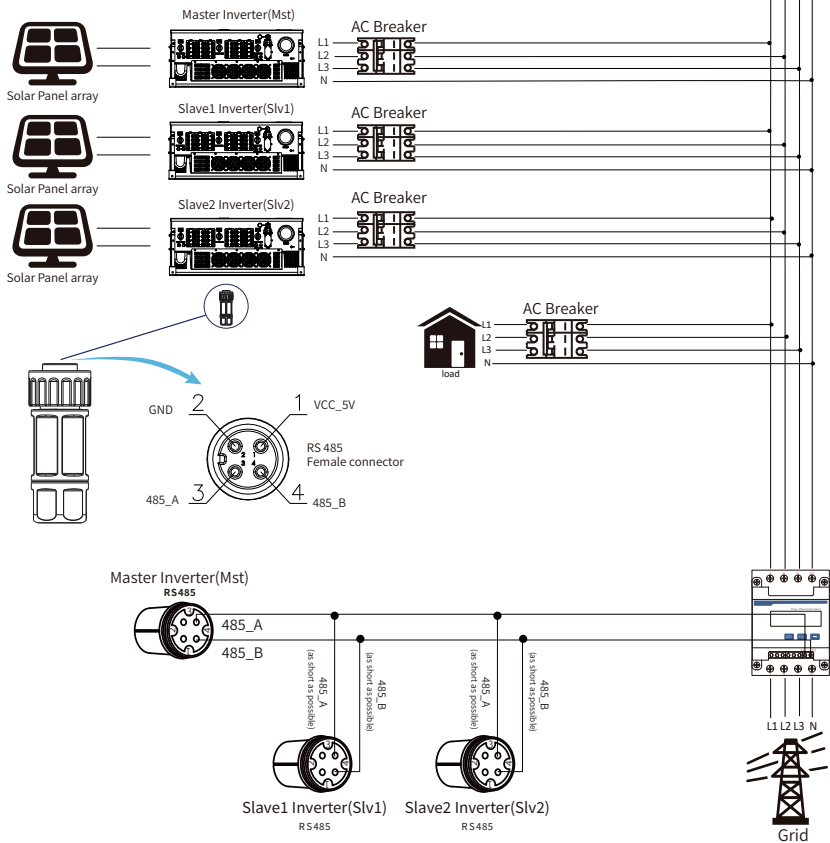 Master Inverter(Mst)
AC Breaker
L1
L2
L3
N
Solar Panel array
Slave1 Inverter(Slv1)
AC Breaker
L1
L2
L3
N
Solar Panel array
Slave2 Inverter(Slv2)
AC Breaker
L1
L2
L3
N
Solar Panel array
AC Breaker
L1
L2
L3
N
load
GND
2
1
VCC_5V
2
1
3
4
RS 485
Female connector
485_A
3
4
485_B
Master Inverter(Mst)
RS485
485_A
485_B
485_A
(as short as possible)
485_B
(as short as possible)
485_A
(as short as possible)
485_B
(as short as possible)
L1 L2 L3 N
Slave1 Inverter(Slv1)
RS485
Slave2 Inverter(Slv2)
RS485
Grid